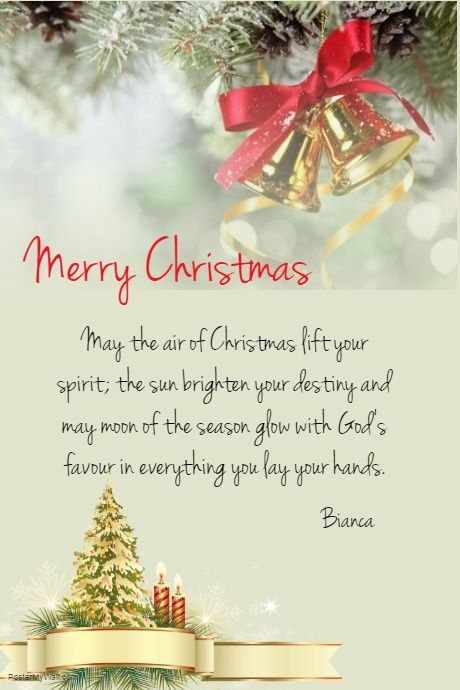 Merry Christmas
May the air of Christmas lift your
spirit; the sun brighten your destiny and
may moon of the season glow with God's
favour in everything you lay your hands.
Bianca
PosterMyWall.com